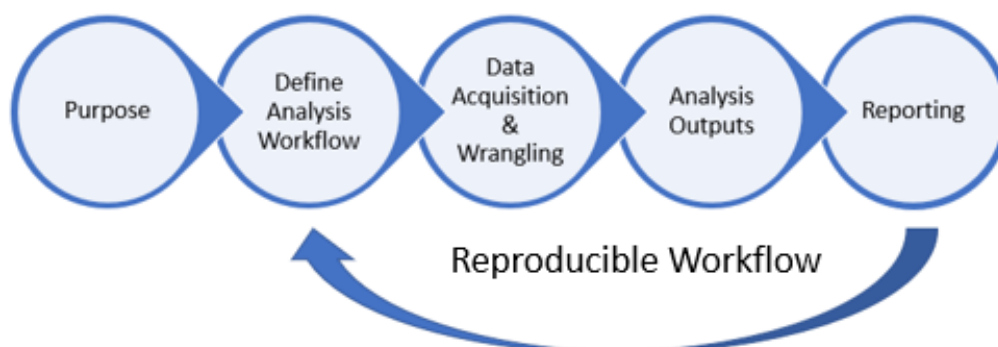 Purpose
Define
Analysis
Workflow
Data
Acquisition
&
Wrangling
Analysis
Outputs
Reporting
Reproducible Workflow